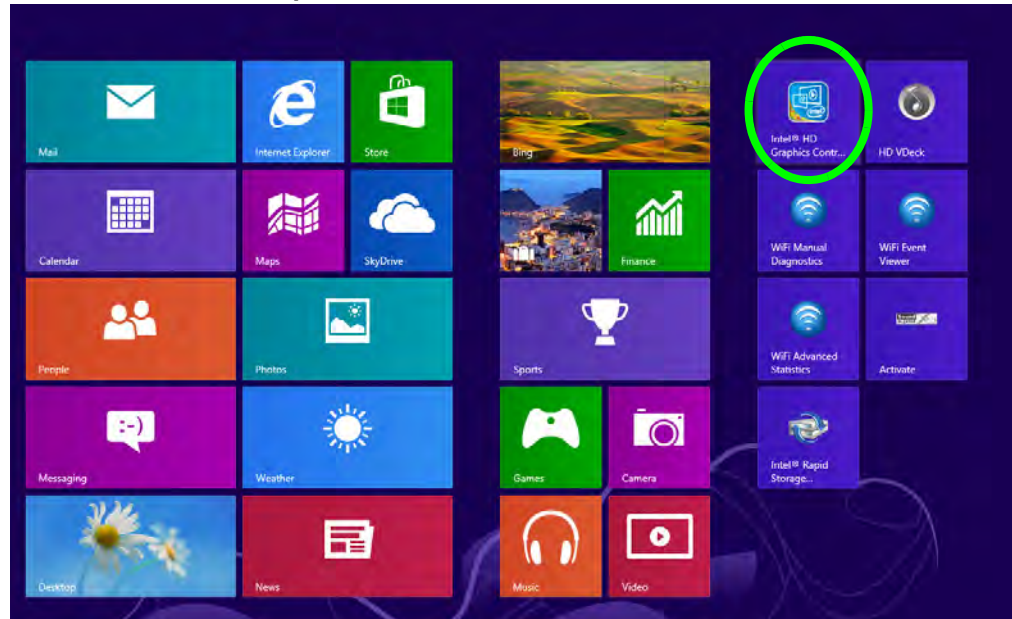 Mail
Internet Explorer
Store
Bing
Intel® HD
Graphics Contr...
HD VDeck
Calendar
Maps
SkyDrive
Finance
WiFi Manual
Diagnostics
WiFi Event
Viewer
People
Photos
Sports
WiFi Advanced
Statistics
Activate
:-)
Messaging
Weather
Games
Camera
Intel® Rapid
Storage...
Desktop
News
Music
Video